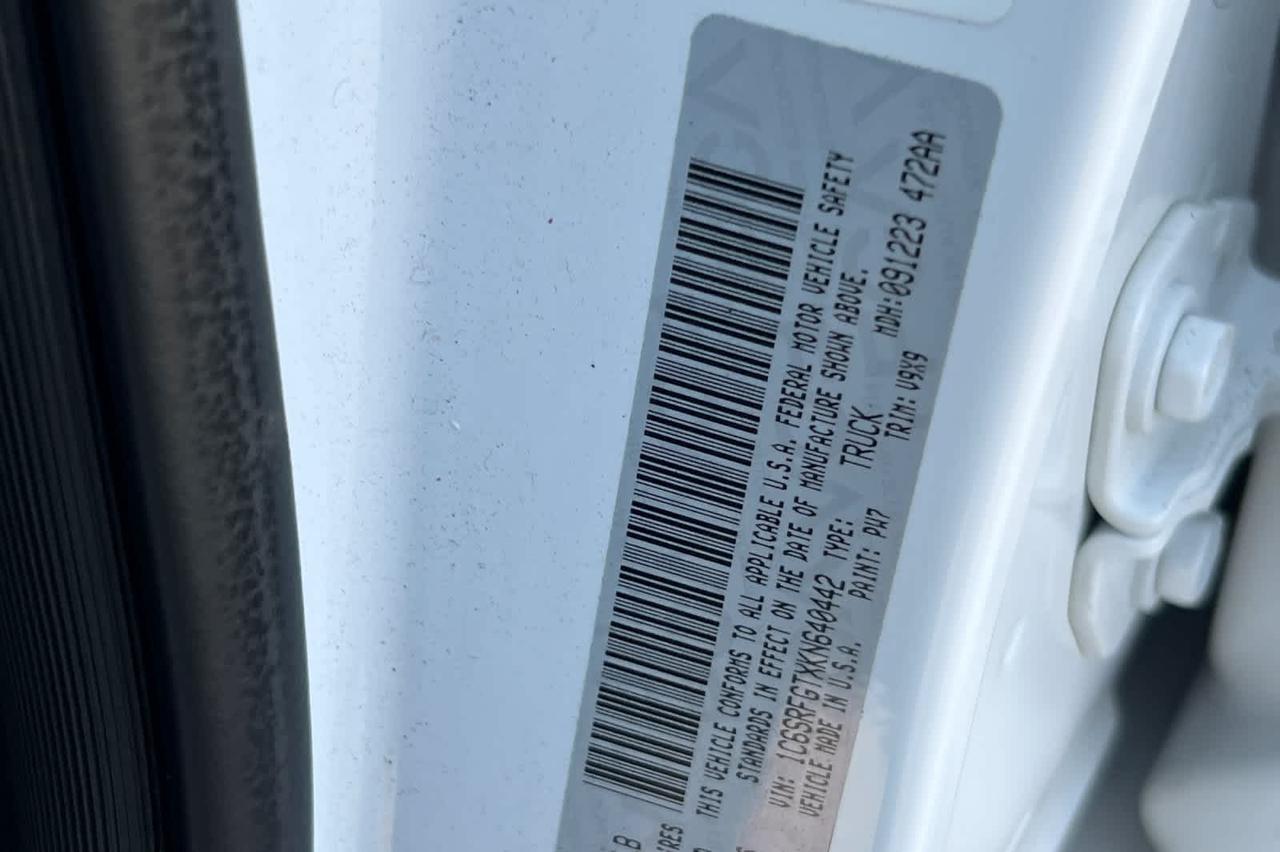 THIS VEHICLE CONFORMS TO ALL APPLICABLE U.S.A. FEDERAL MOTOR VEHICLE SAFETY
STANDARDS IN EFFECT ON THE DATE OF MANUFACTURE SHOWN ABOVE.
VIN: 1C6SRFGTXKN640442 TYPE: TRUCK MDH:091223 472AA
VEHICLE MADE IN U.S.A. PAINT: PW7 TRIM: V9X9